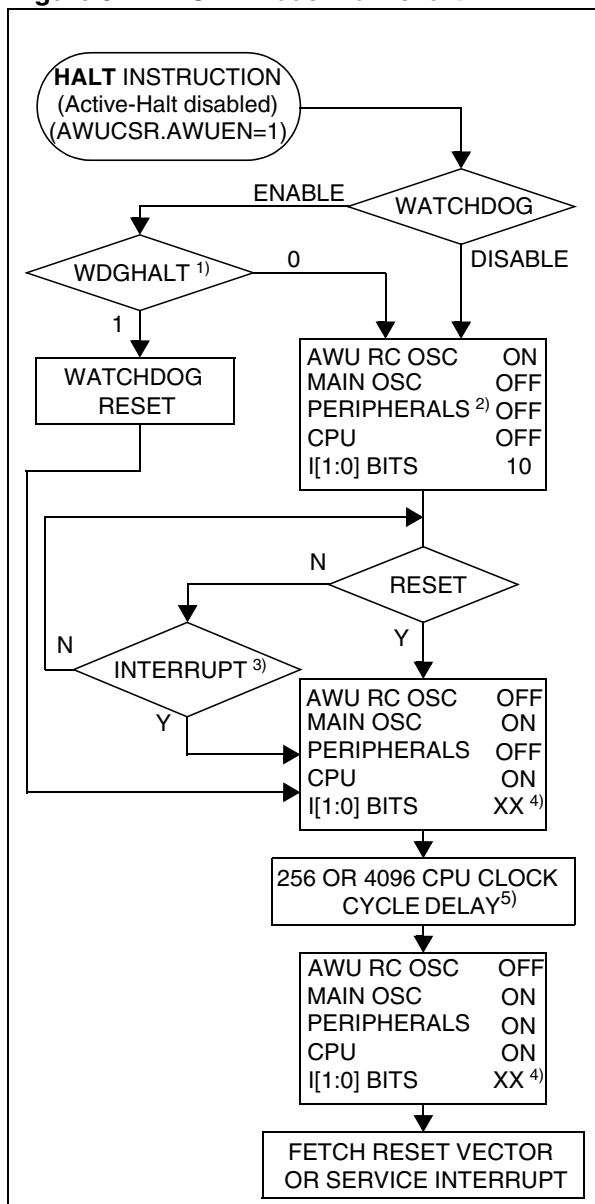 HALT INSTRUCTION
(Active-Halt disabled)
(AWUCSR.AWUEN=1)
ENABLE
WATCHDOG
WDGHALT 1)
0
DISABLE
1
WATCHDOG
RESET
AWU RC OSC ON
MAIN OSC OFF
PERIPHERALS 2) OFF
CPU OFF
I[1:0] BITS 10
N
RESET
N
Y
INTERRUPT 3)
Y
AWU RC OSC OFF
MAIN OSC ON
PERIPHERALS OFF
CPU ON
I[1:0] BITS XX 4)
256 OR 4096 CPU CLOCK
CYCLE DELAY5)
AWU RC OSC OFF
MAIN OSC ON
PERIPHERALS ON
CPU ON
I[1:0] BITS XX 4)
FETCH RESET VECTOR
OR SERVICE INTERRUPT